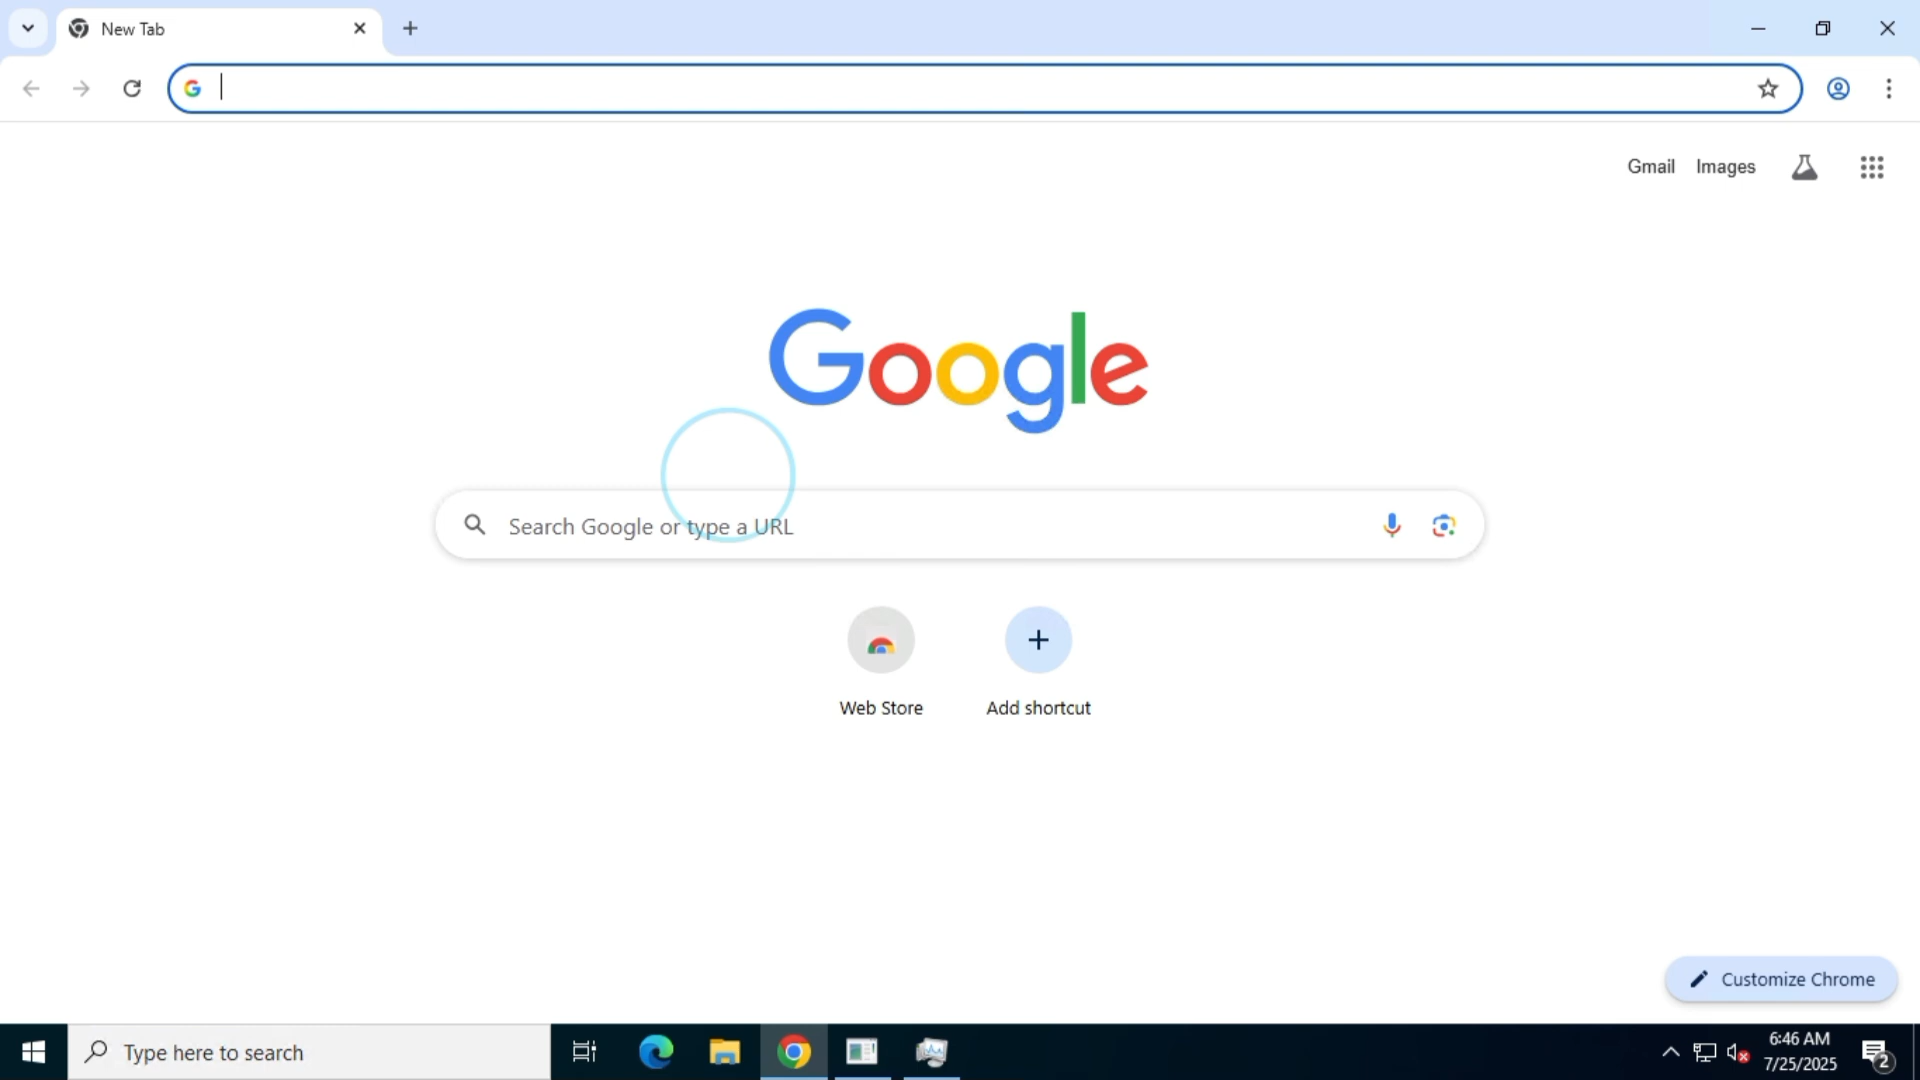 New Tab
Gmail Images
Google
Search Google or type a URL
Web Store Add shortcut
Customize Chrome
Type here to search
6:46 AM
7/25/2025
2